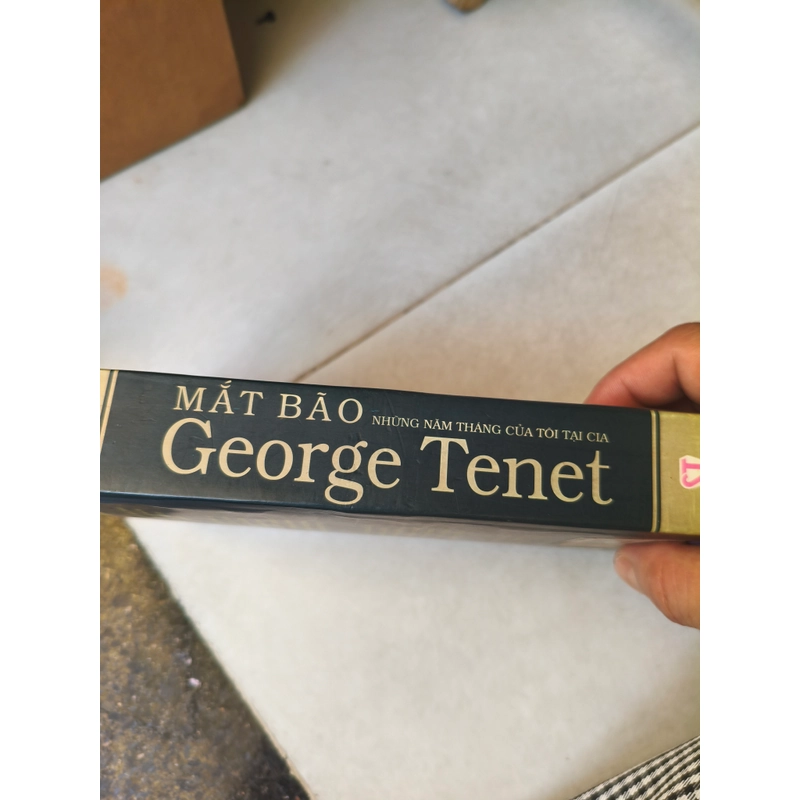 MẮT BÃO
NHỮNG NĂM THÁNG CỦA TÔI TẠI CIA
George Tenet